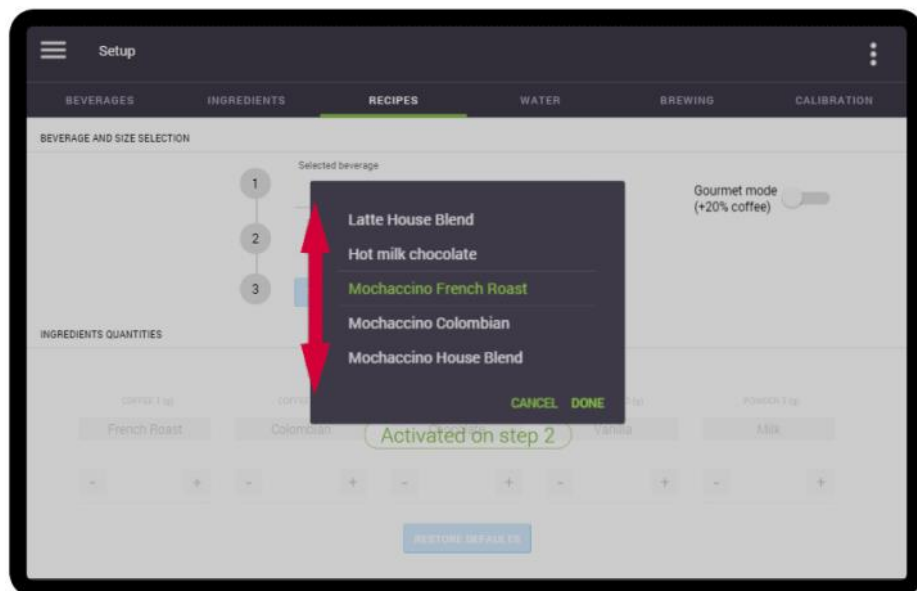 Setup
BEVERAGES INGREDIENTS RECIPES WATER BREWING CALIBRATION
BEVERAGE AND SIZE SELECTION
Selected beverage
1
Gourmet mode
(+20% coffee)
2
3
Latte House Blend
Hot milk chocolate
Mochaccino French Roast
Mochaccino Colombian
Mochaccino House Blend
CANCEL DONE
INGREDIENTS QUANTITIES
French Roast Colombian Chocolate Vanilla Milk
Activated on step 2
- + - + - + - + - +
RESTORE DEFAULTS